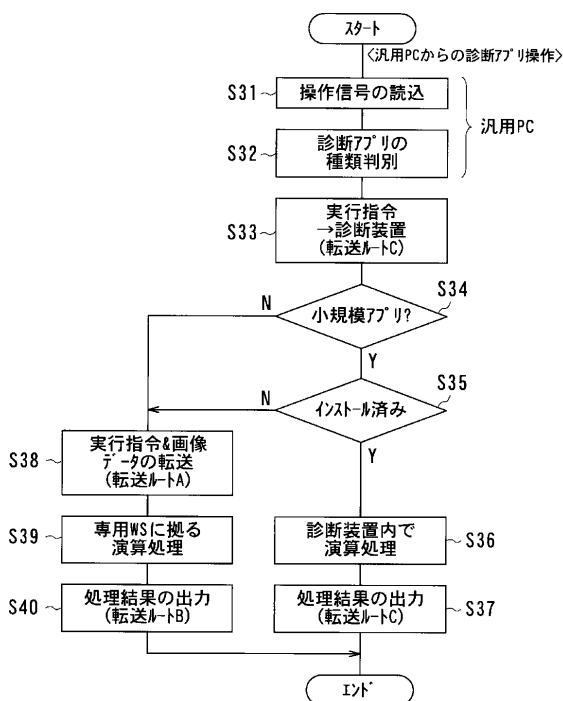 スタート
〈汎用PCからの診断アプリ操作〉
S31
操作信号の読込
S32
診断アプリの
種類判別
汎用PC
S33
実行指令
→診断装置
(転送ルートC)
S34
小規模アプリ?
N
Y
S35
インストール済み
N
Y
S38
実行指令&画像
データの転送
(転送ルートA)
S39
専用WSに拠る
演算処理
S36
診断装置内で
演算処理
S40
処理結果の出力
(転送ルートB)
S37
処理結果の出力
(転送ルートC)
エンド